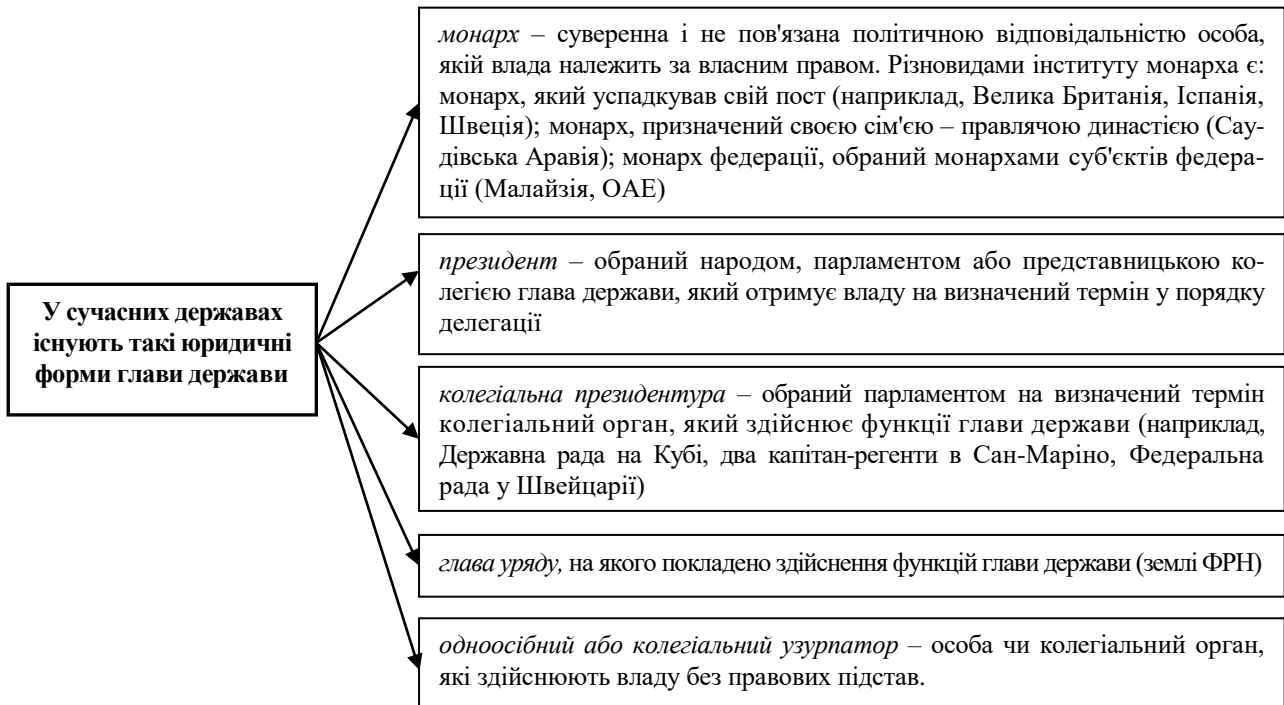 У сучасних державах
існують такі юридичні
форми глави держави
монарх – суверенна і не пов'язана політичною відповідальністю особа,
якій влада належить за власним правом. Різновидами інституту монарха є:
монарх, який успадкував свій пост (наприклад, Велика Британія, Іспанія,
Швеція); монарх, призначений своєю сім'єю – правлячою династією (Сау-
дівська Аравія); монарх федерації, обраний монархами суб'єктів федера-
ції (Малайзія, ОАЕ)
президент – обраний народом, парламентом або представницькою ко-
легією глава держави, який отримує владу на визначений термін у порядку
делегації
колегіальна президентура – обраний парламентом на визначений термін
колегіальний орган, який здійснює функції глави держави (наприклад,
Державна рада на Кубі, два капітан-регенти в Сан-Маріно, Федеральна
рада у Швейцарії)
глава уряду, на якого покладено здійснення функцій глави держави (землі ФРН)
одноосібний або колегіальний узурпатор – особа чи колегіальний орган,
які здійснюють владу без правових підстав.